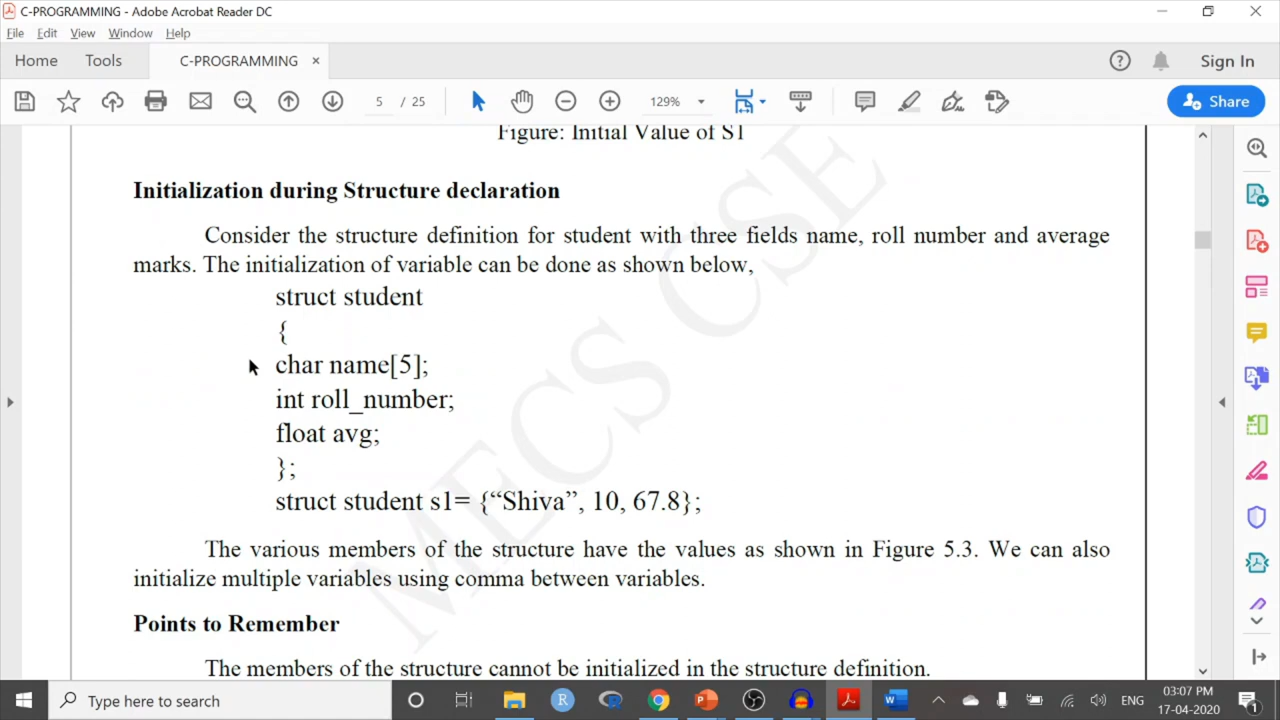 C-PROGRAMMING - Adobe Acrobat Reader DC
File Edit View Window Help
Home Tools C-PROGRAMMING × Sign In
5 / 25 129% Share
Figure: Initial Value of S1
Initialization during Structure declaration
Consider the structure definition for student with three fields name, roll number and average
marks. The initialization of variable can be done as shown below,
struct student
{
char name[5];
int roll_number;
float avg;
};
struct student s1= {“Shiva”, 10, 67.8};
The various members of the structure have the values as shown in Figure 5.3. We can also
initialize multiple variables using comma between variables.
Points to Remember
The members of the structure cannot be initialized in the structure definition.
MECS CSE
Type here to search
ENG
03:07 PM
17-04-2020
1